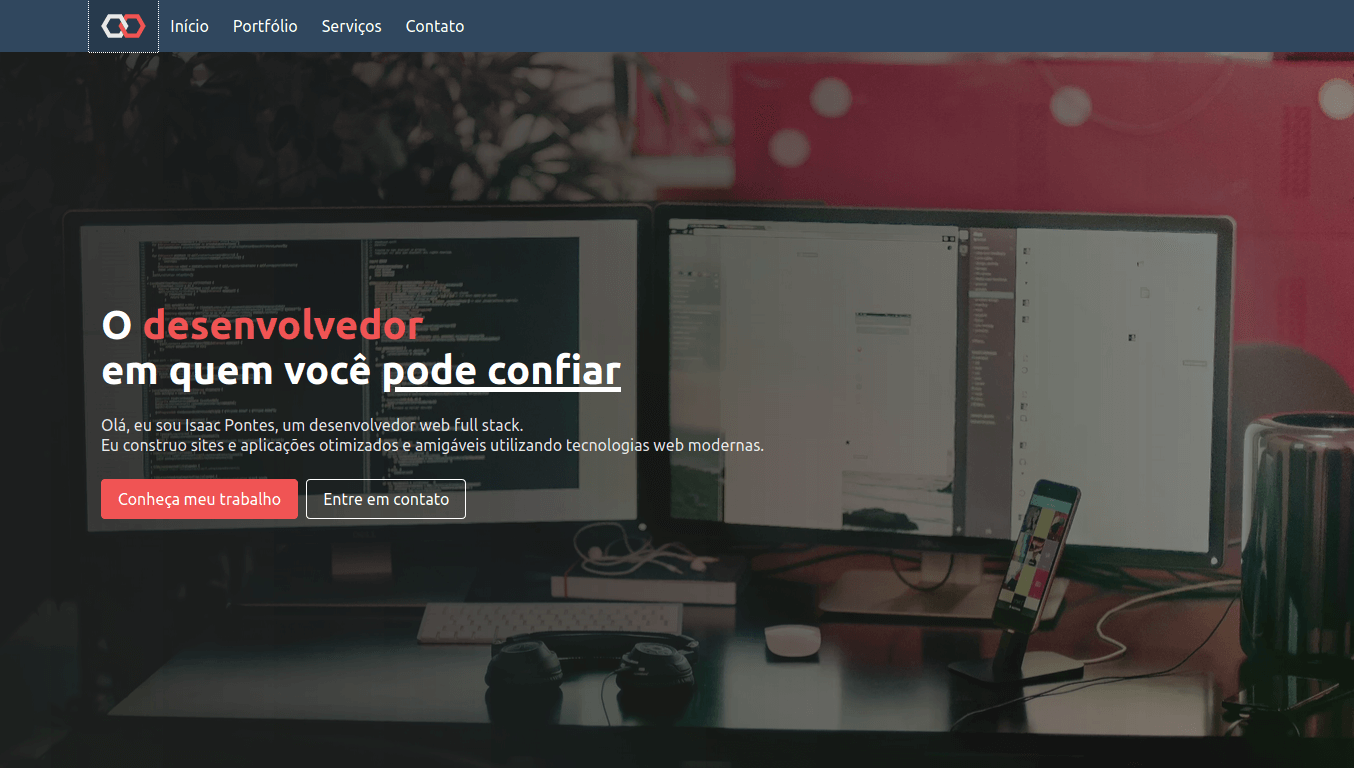 Início Portfólio Serviços Contato
O desenvolvedor
em quem você pode confiar
Olá, eu sou Isaac Pontes, um desenvolvedor web full stack.
Eu construo sites e aplicações otimizados e amigáveis utilizando tecnologias web modernas.
Conheça meu trabalho Entre em contato